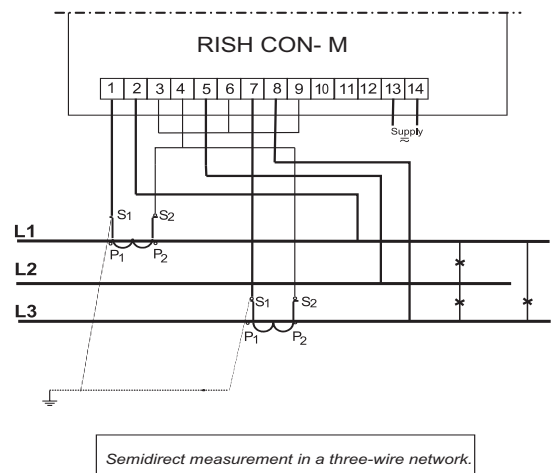 RISH CON- M
1 2 3 4 5 6 7 8 9 10 11 12 13 14
Supply
S1 S2
L1
P1 P2
L2
S1 S2
L3
P1 P2
Semidirect measurement in a three-wire network.